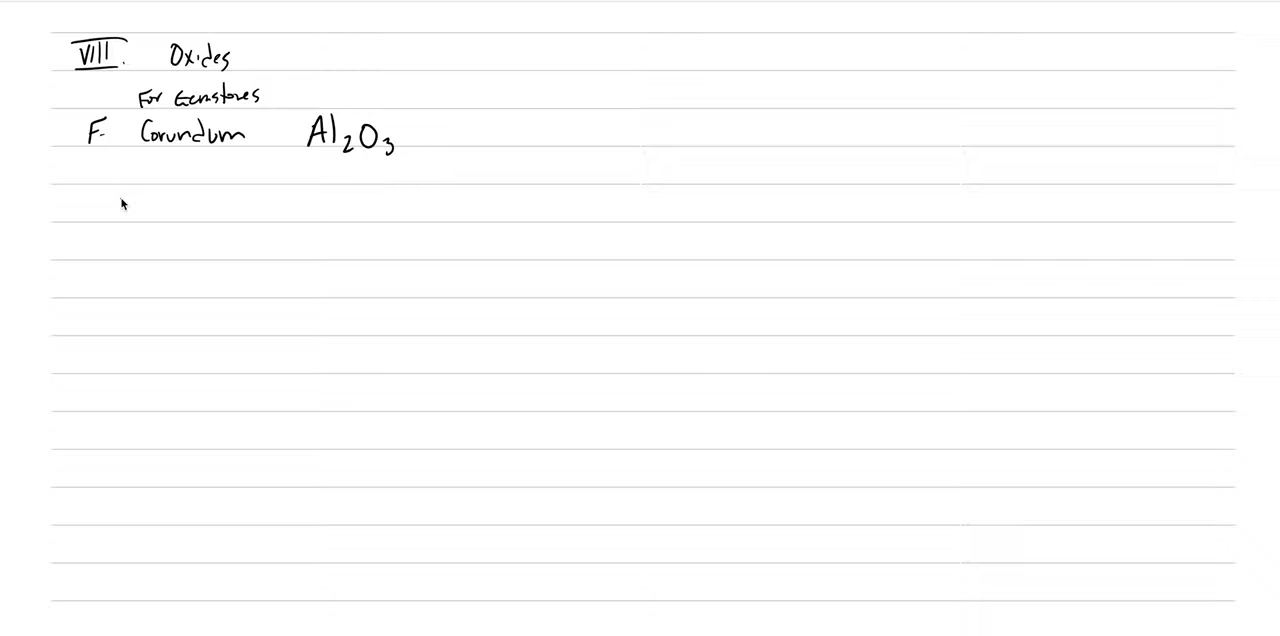 VIII. Oxides
For Gemstones
F. Corundum Al₂O₃